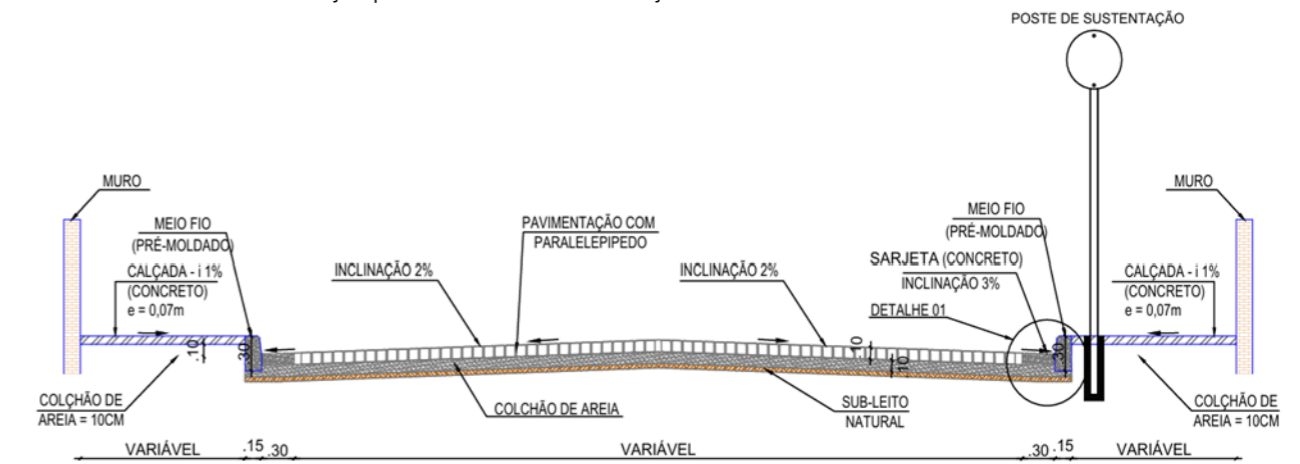 POSTE DE SUSTENTAÇÃO
MURO
MURO
MEIO FIO
(PRÉ-MOLDADO)
CALÇADA - i 1%
(CONCRETO)
e = 0,07m
INCLINAÇÃO 2%
PAVIMENTAÇÃO COM
PARALELEPIPEDO
INCLINAÇÃO 2%
MEIO FIO
(PRÉ-MOLDADO)
SARJETA (CONCRETO)
INCLINAÇÃO 3%
DETALHE 01
CALÇADA - i 1%
(CONCRETO)
e = 0,07m
.10
.30
.10
.10
.30
COLÇHÃO DE
AREIA = 10CM
COLCHÃO DE AREIA
SUB-LEITO
NATURAL
COLÇHÃO DE
AREIA = 10CM
VARIÁVEL
.15
.30
VARIÁVEL
.30
.15
VARIÁVEL